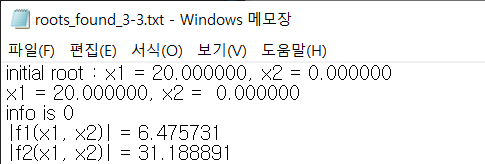 roots_found_3-3.txt - Windows 메모장
파일(F) 편집(E) 서식(O) 보기(V) 도움말(H)
initial root : x1 = 20.000000, x2 = 0.000000
x1 = 20.000000, x2 =  0.000000
info is 0
|f1(x1, x2)| = 6.475731
|f2(x1, x2)| = 31.188891